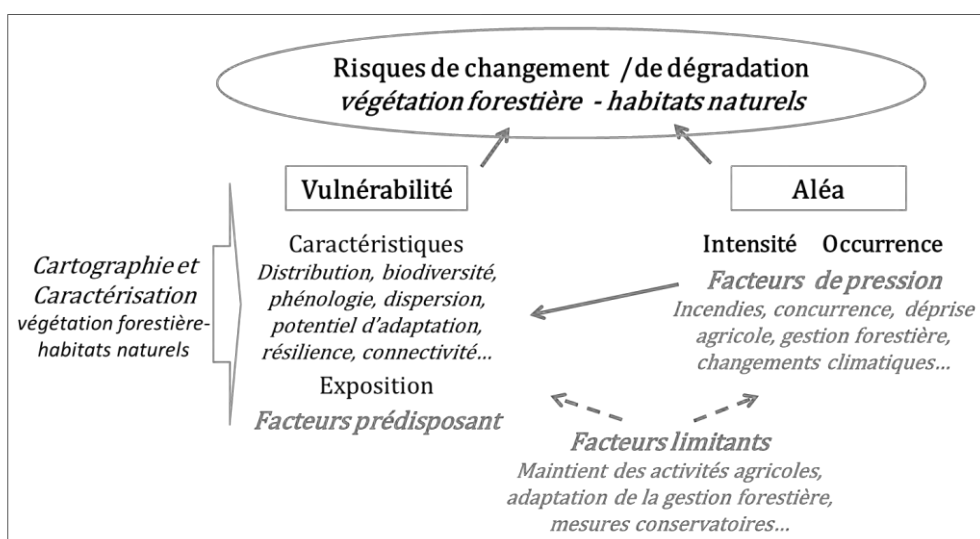 Risques de changement / de dégradation
végétation forestière - habitats naturels
Vulnérabilité
Aléa
Cartographie et
Caractérisation
végétation forestière-
habitats naturels
Caractéristiques
Distribution, biodiversité,
phénologie, dispersion,
potentiel d'adaptation,
résilience, connectivité...
Exposition
Facteurs prédisposant
Intensité Occurrence
Facteurs de pression
Incendies, concurrence, déprise
agricole, gestion forestière,
changements climatiques...
Facteurs limitants
Maintient des activités agricoles,
adaptation de la gestion forestière,
mesures conservatoires...